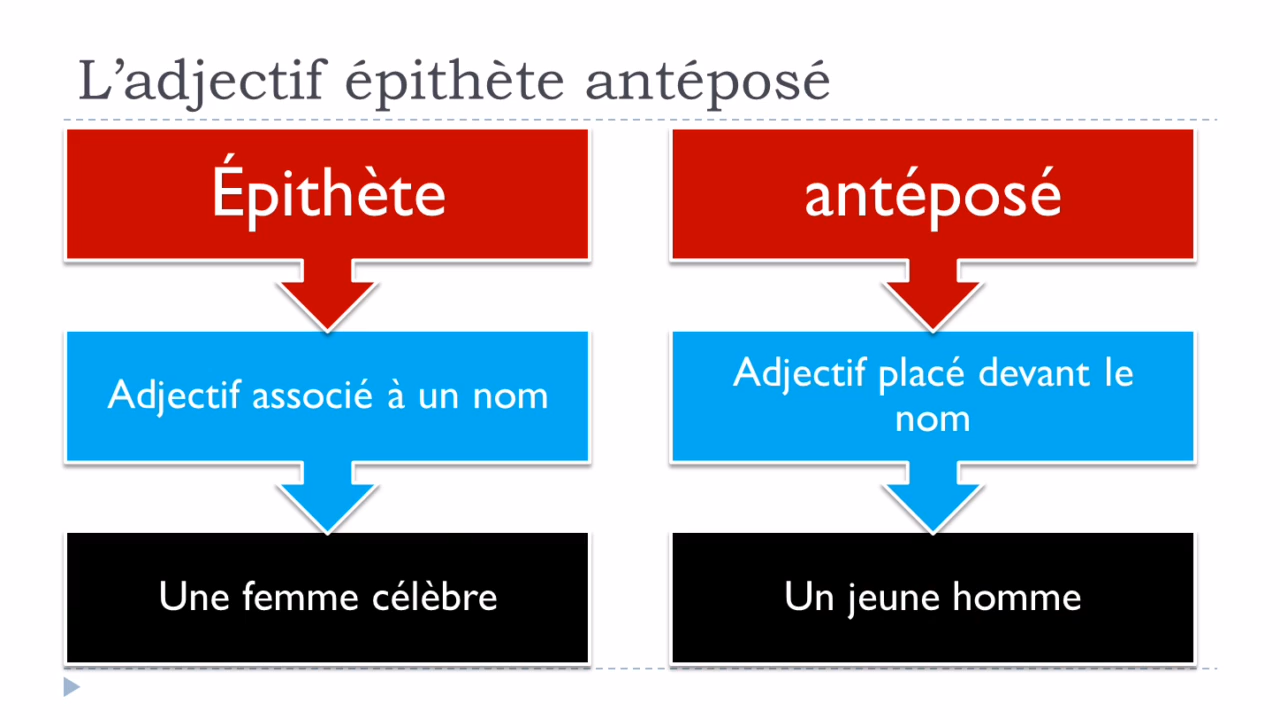 L’adjectif épithète antéposé
Épithète
antéposé
Adjectif associé à un nom
Adjectif placé devant le
nom
Une femme célèbre
Un jeune homme